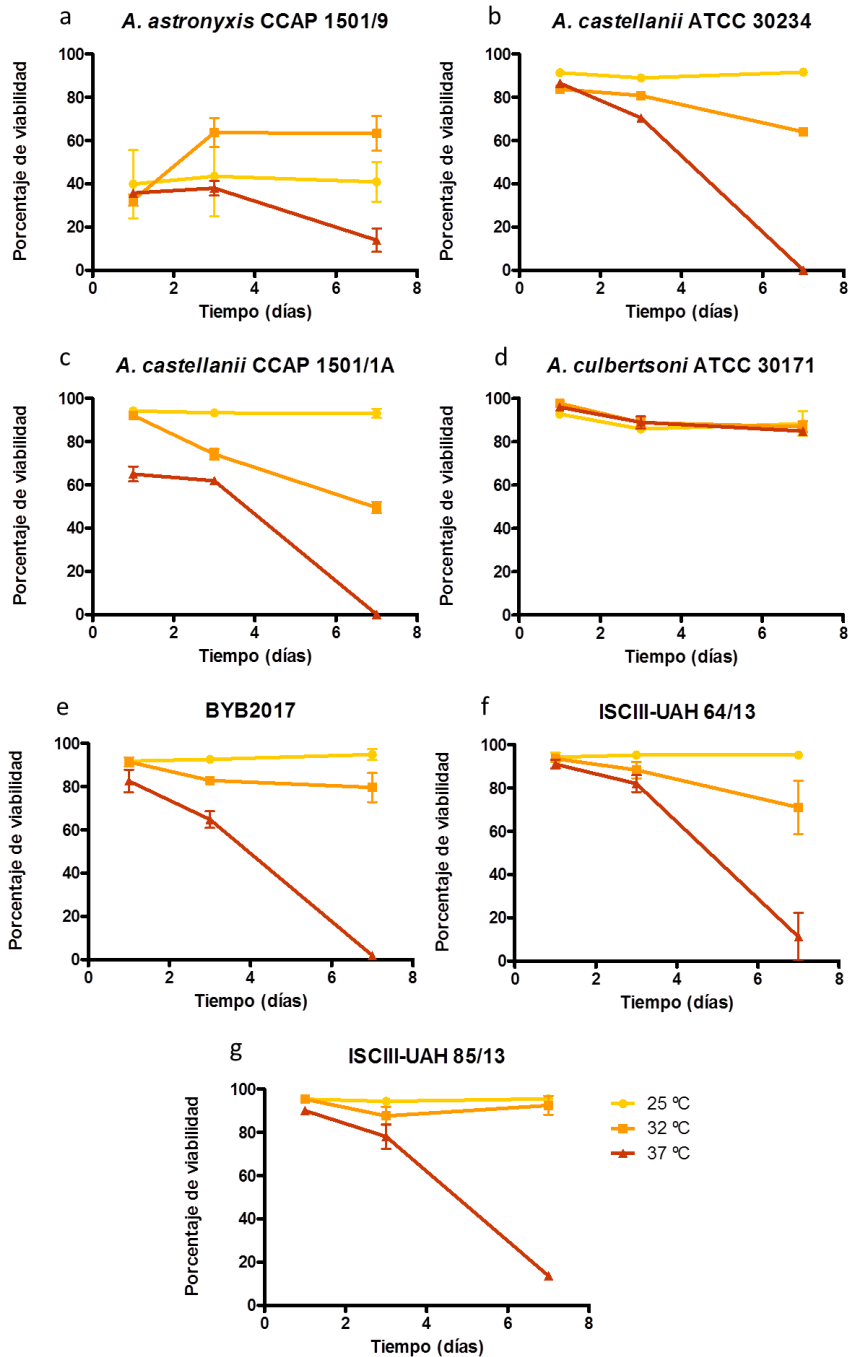 a
A. astronyxis CCAP 1501/9
Porcentaje de viabilidad
100
80
60
40
20
0
0 2 4 6 8
Tiempo (días)
b
A. castellanii ATCC 30234
Porcentaje de viabilidad
100
80
60
40
20
0
0 2 4 6 8
Tiempo (días)
c
A. castellanii CCAP 1501/1A
Porcentaje de viabilidad
100
80
60
40
20
0
0 2 4 6 8
Tiempo (días)
d
A. culbertsoni ATCC 30171
Porcentaje de viabilidad
100
80
60
40
20
0
0 2 4 6 8
Tiempo (días)
e
BYB2017
Porcentaje de viabilidad
100
80
60
40
20
0
0 2 4 6 8
Tiempo (días)
f
ISCIII-UAH 64/13
Porcentaje de viabilidad
100
80
60
40
20
0
0 2 4 6 8
Tiempo (días)
g
ISCIII-UAH 85/13
Porcentaje de viabilidad
100
80
60
40
20
0
0 2 4 6 8
Tiempo (días)
25 ºC
32 ºC
37 ºC